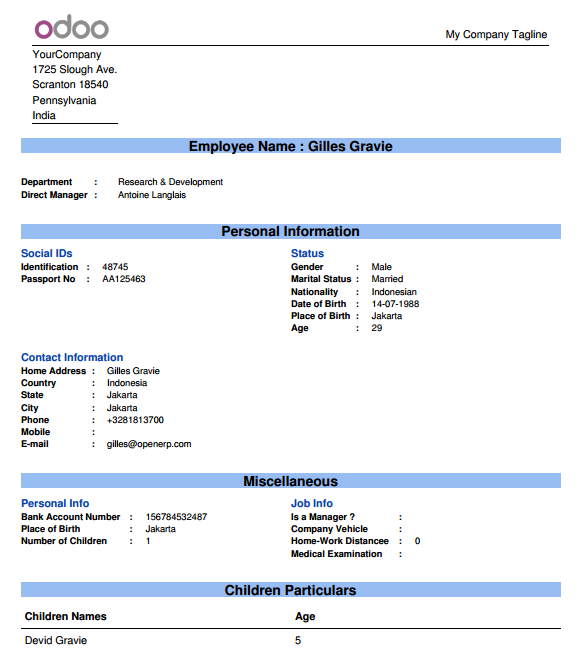 odoo
My Company Tagline
YourCompany
1725 Slough Ave.
Scranton 18540
Pennsylvania
India
Employee Name : Gilles Gravie
Department : Research & Development
Direct Manager : Antoine Langlais
Personal Information
Social IDs
Identification : 48745
Passport No : AA125463
Status
Gender : Male
Marital Status : Married
Nationality : Indonesian
Date of Birth : 14-07-1988
Place of Birth : Jakarta
Age : 29
Contact Information
Home Address : Gilles Gravie
Country : Indonesia
State : Jakarta
City : Jakarta
Phone : +3281813700
Mobile :
E-mail : gilles@openerp.com
Miscellaneous
Personal Info
Bank Account Number : 156784532487
Place of Birth : Jakarta
Number of Children : 1
Job Info
Is a Manager ? :
Company Vehicle :
Home-Work Distancee : 0
Medical Examination :
Children Particulars
Children Names Age
Devid Gravie 5